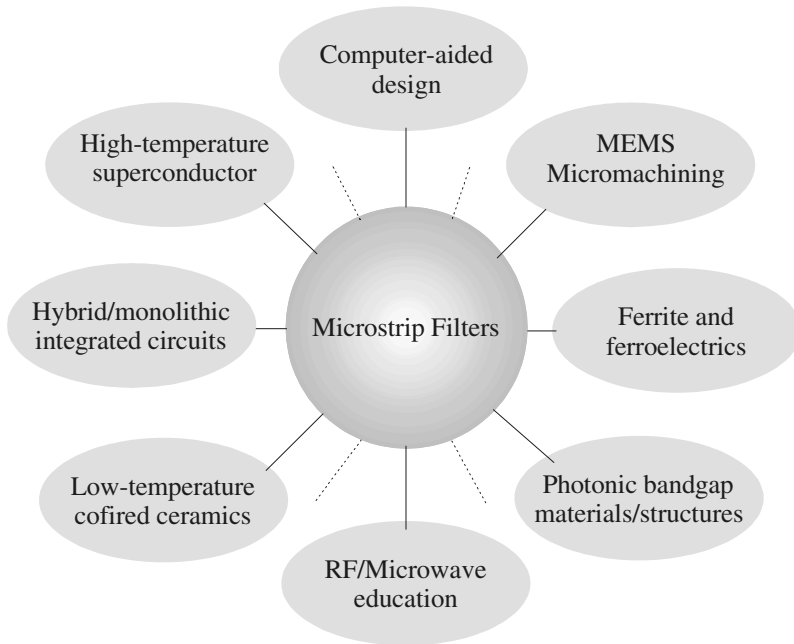 Computer-aided
design
High-temperature
superconductor
MEMS
Micromachining
Hybrid/monolithic
integrated circuits
Microstrip Filters
Ferrite and
ferroelectrics
Low-temperature
cofired ceramics
Photonic bandgap
materials/structures
RF/Microwave
education